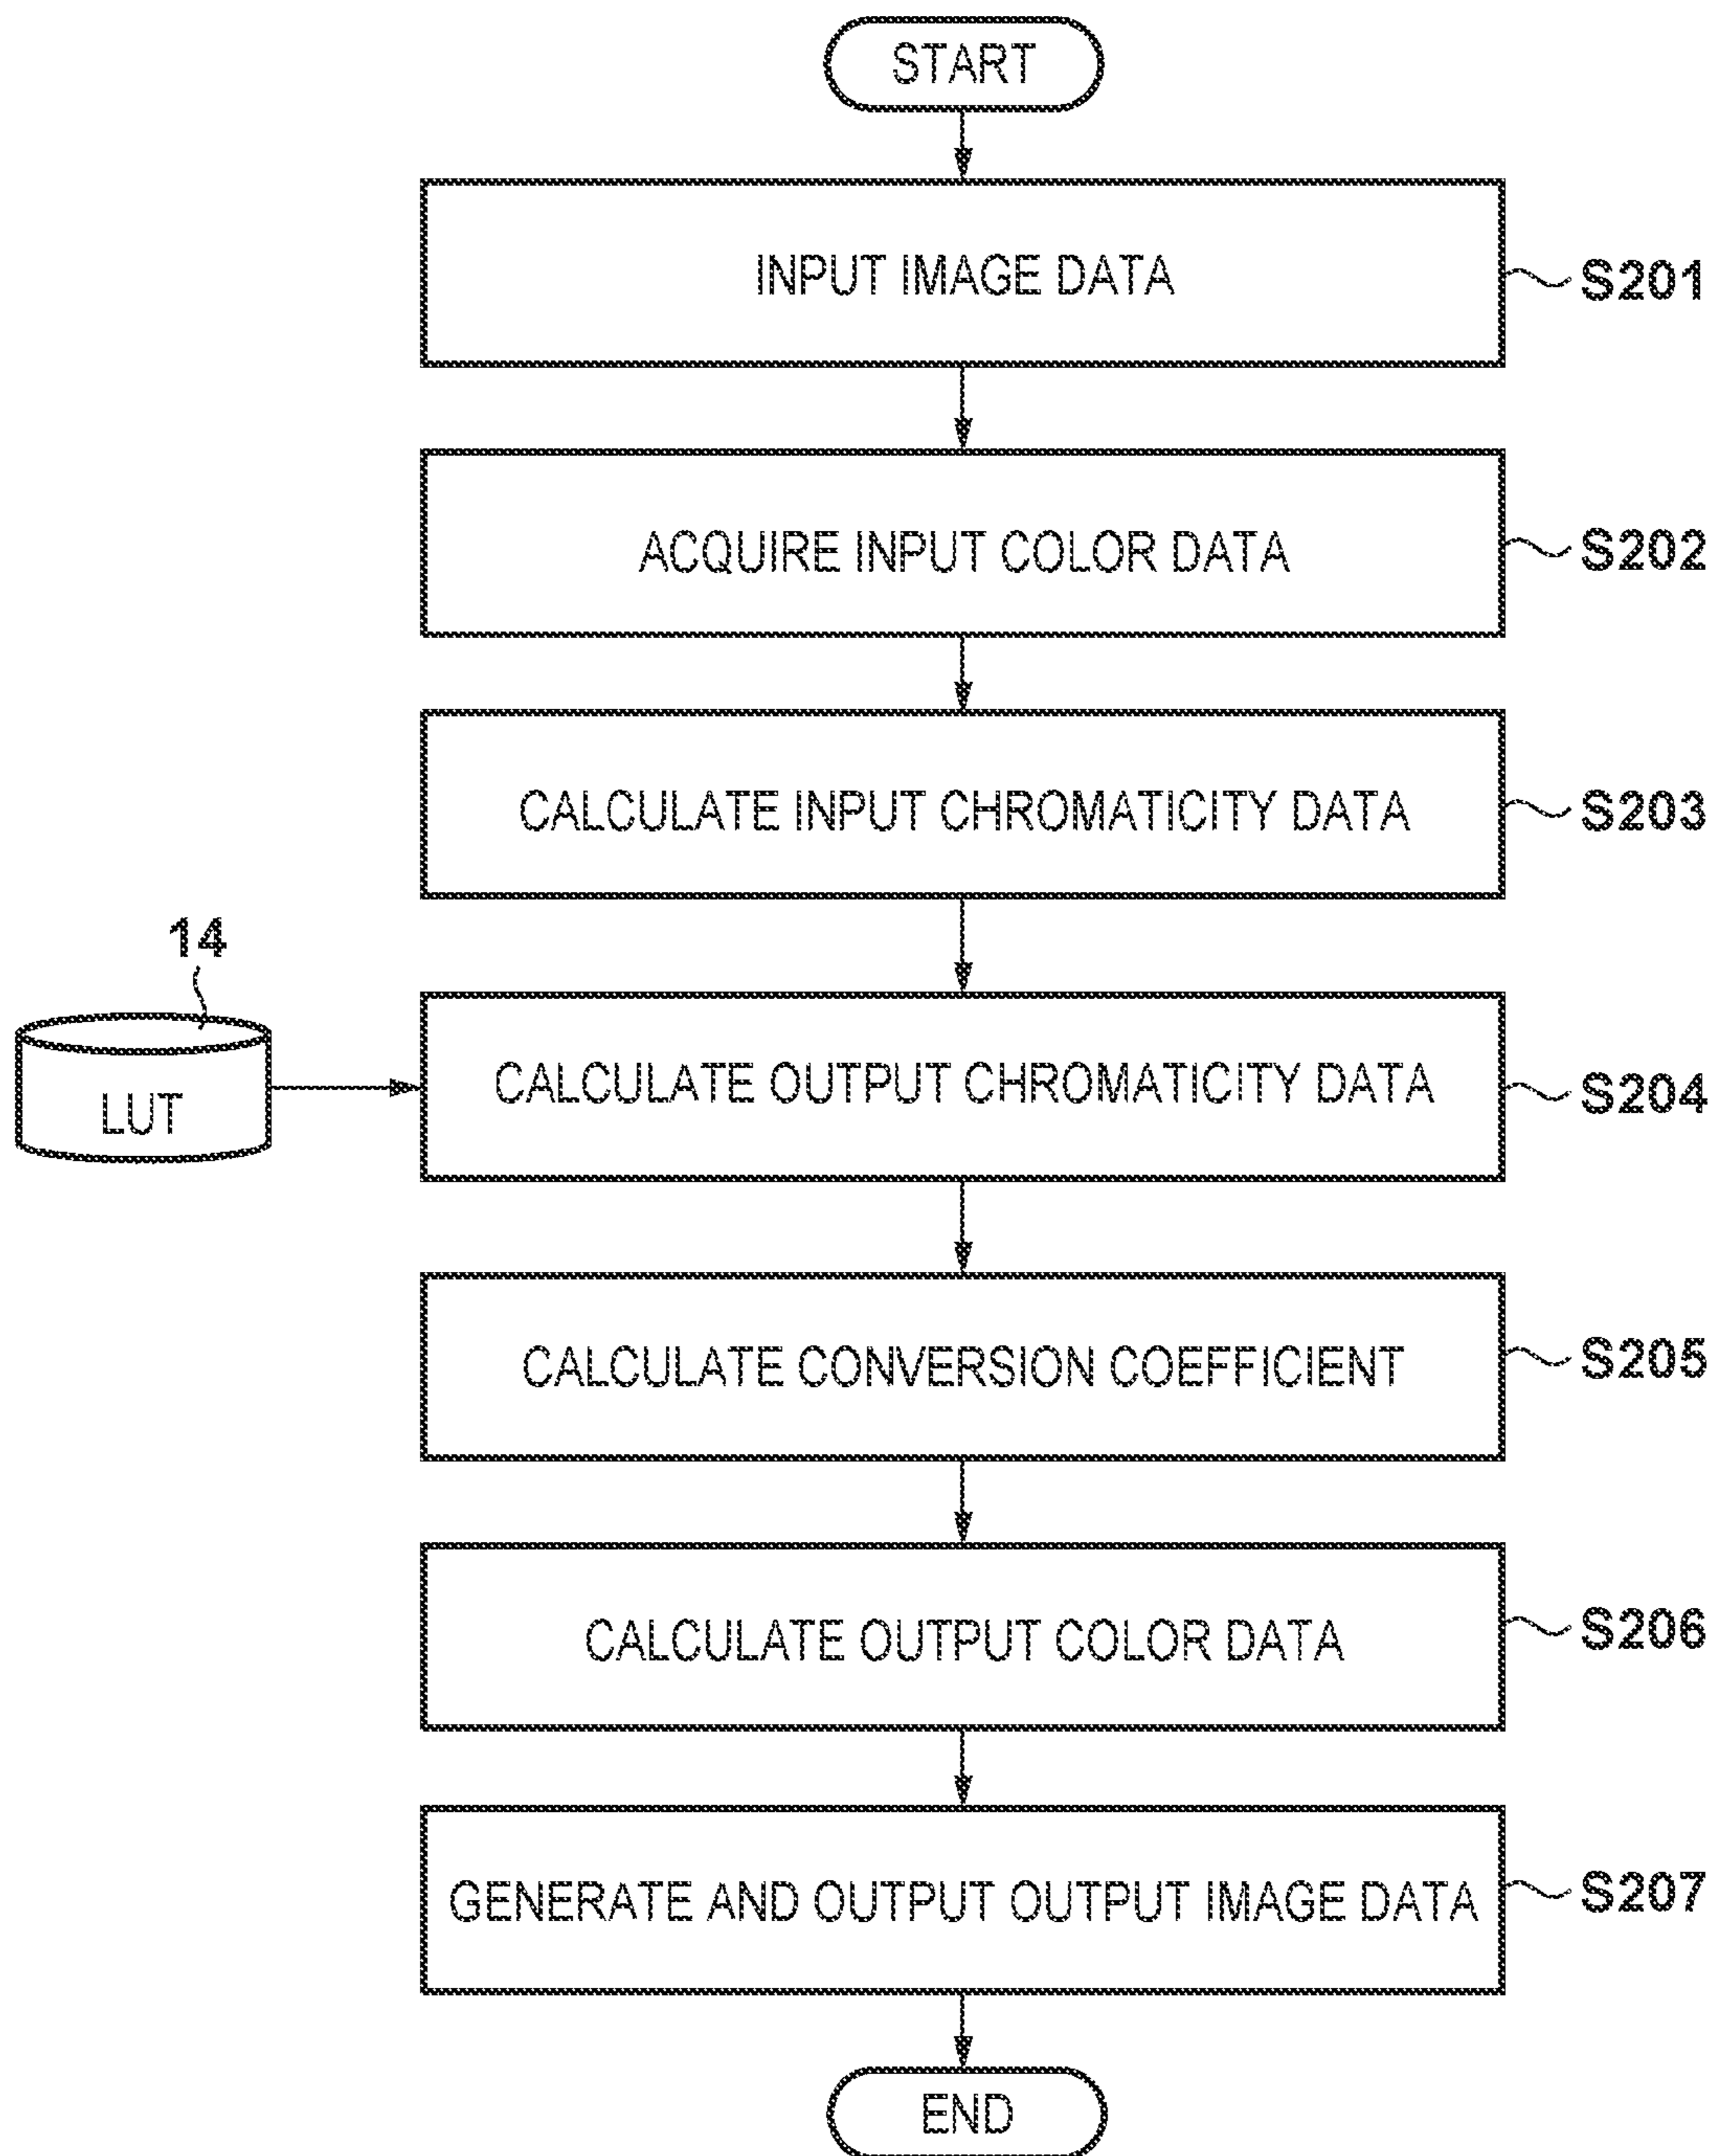 START
INPUT IMAGE DATA
S201
ACQUIRE INPUT COLOR DATA
S202
CALCULATE INPUT CHROMATICITY DATA
S203
14
LUT
CALCULATE OUTPUT CHROMATICITY DATA
S204
CALCULATE CONVERSION COEFFICIENT
S205
CALCULATE OUTPUT COLOR DATA
S206
GENERATE AND OUTPUT OUTPUT IMAGE DATA
S207
END